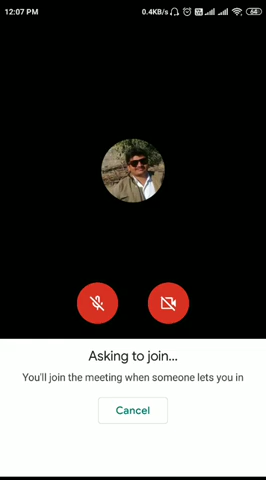 12:07 PM 0.4KB/s 64
Asking to join...
You'll join the meeting when someone lets you in
Cancel